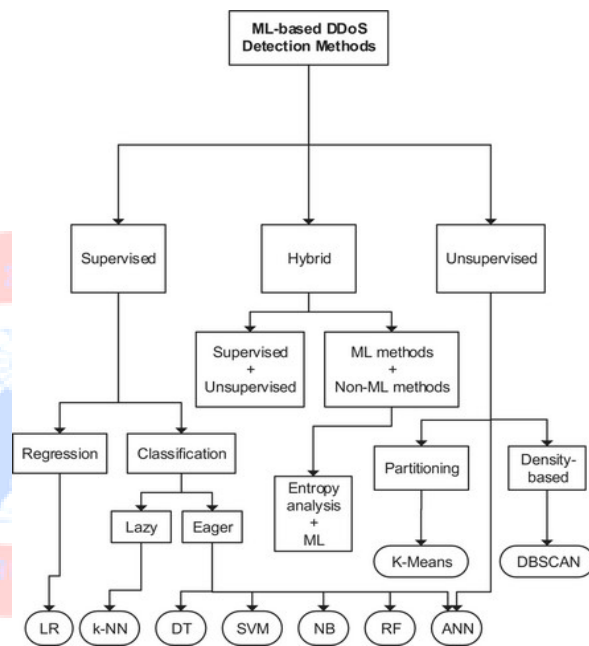 ML-based DDoS
Detection Methods
Supervised
Hybrid
Unsupervised
Supervised
+
Unsupervised
ML methods
+
Non-ML methods
Regression
Classification
Partitioning
Density-
based
Entropy
analysis
+
ML
Lazy
Eager
K-Means
DBSCAN
LR
k-NN
DT
SVM
NB
RF
ANN